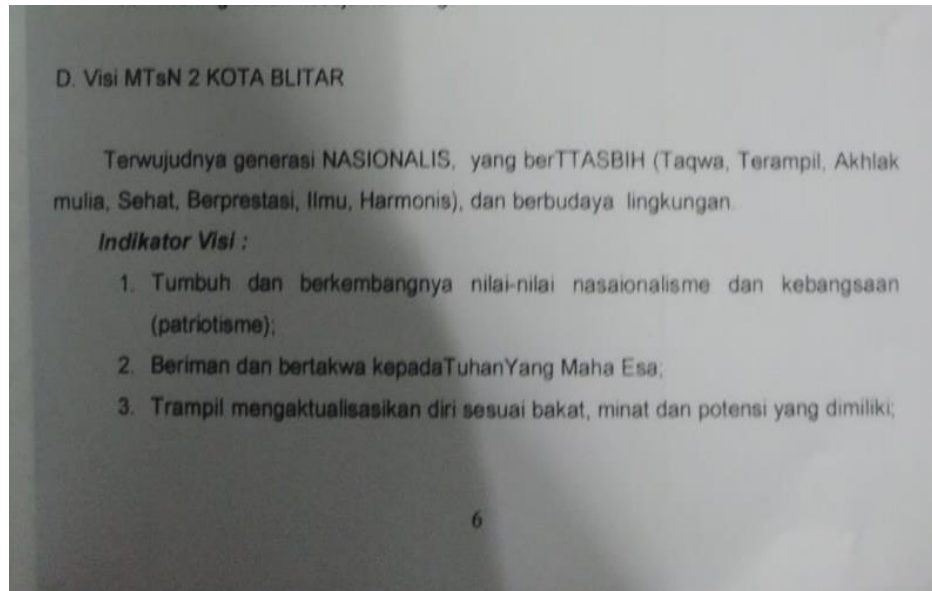 D. Visi MTsN 2 KOTA BLITAR
Terwujudnya generasi NASIONALIS, yang berTTASBIH (Taqwa, Terampil, Akhlak
mulia, Sehat, Berprestasi, Ilmu, Harmonis), dan berbudaya lingkungan.
Indikator Visi :
1. Tumbuh dan berkembangnya nilai-nilai nasaionalisme dan kebangsaan
(patriotisme);
2. Beriman dan bertakwa kepadaTuhanYang Maha Esa;
3. Trampil mengaktualisasikan diri sesuai bakat, minat dan potensi yang dimiliki;
6